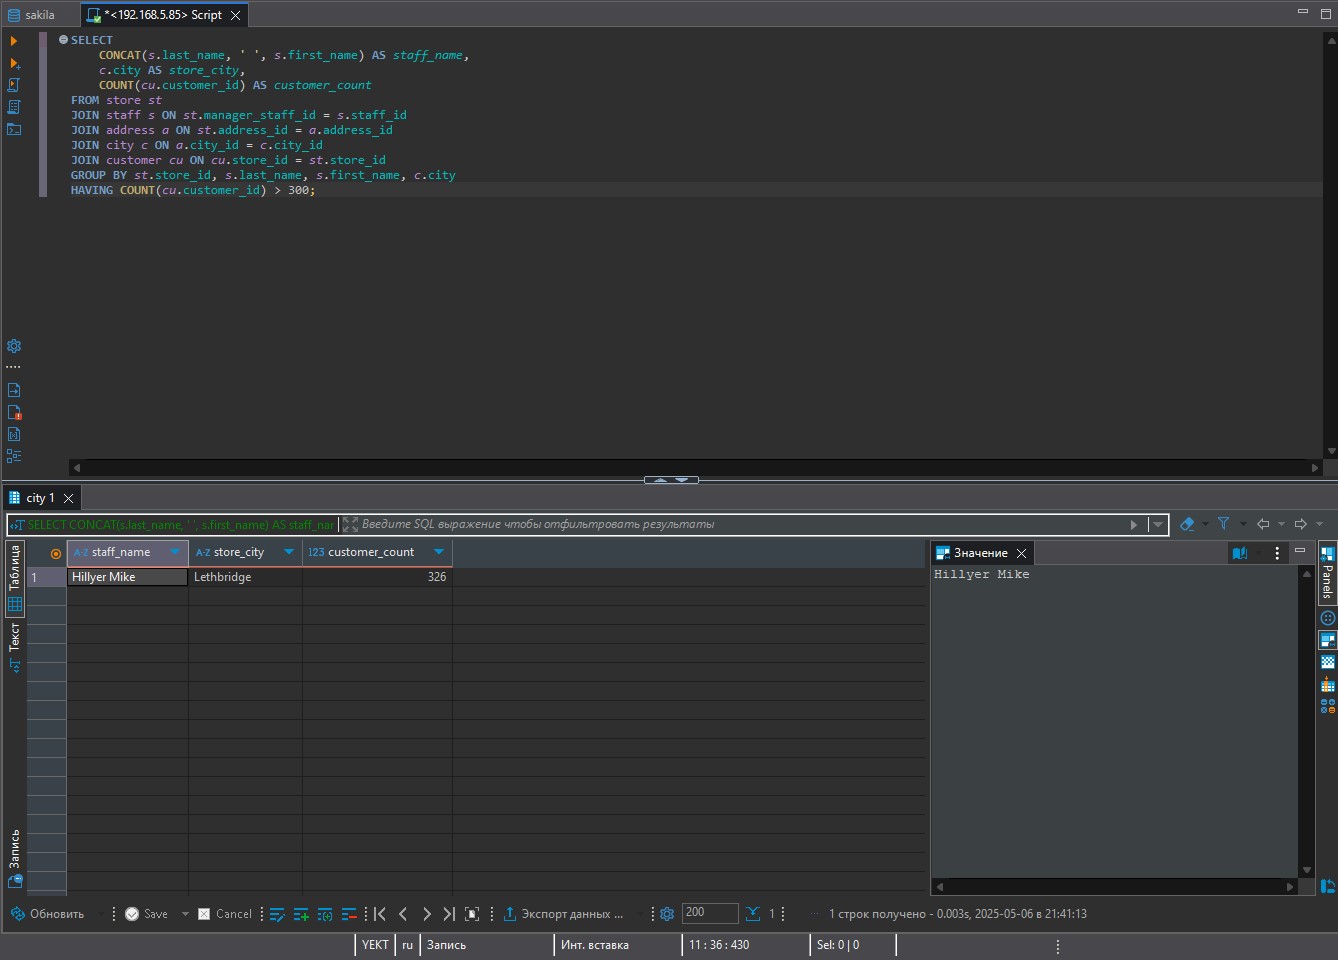 sakila
*<192.168.5.85> Script
SELECT
CONCAT(s.last_name, ' ', s.first_name) AS staff_name,
c.city AS store_city,
COUNT(cu.customer_id) AS customer_count
FROM store st
JOIN staff s ON st.manager_staff_id = s.staff_id
JOIN address a ON st.address_id = a.address_id
JOIN city c ON a.city_id = c.city_id
JOIN customer cu ON cu.store_id = st.store_id
GROUP BY st.store_id, s.last_name, s.first_name, c.city
HAVING COUNT(cu.customer_id) > 300;
city 1
SELECT CONCAT(s.last_name, ' ', s.first_name) AS staff_nar
Введите SQL выражение чтобы отфильтровать результаты
Таблица
Текст
Запись
A-Z staff_name
A-Z store_city
123 customer_count
1
Hillyer Mike
Lethbridge
326
Значение
Hillyer Mike
Panels
Обновить
Save
Cancel
Экспорт данных ...
200
1
1 строк получено - 0.003s, 2025-05-06 в 21:41:13
YEKT
ru
Запись
Инт. вставка
11 : 36 : 430
Sel: 0 | 0